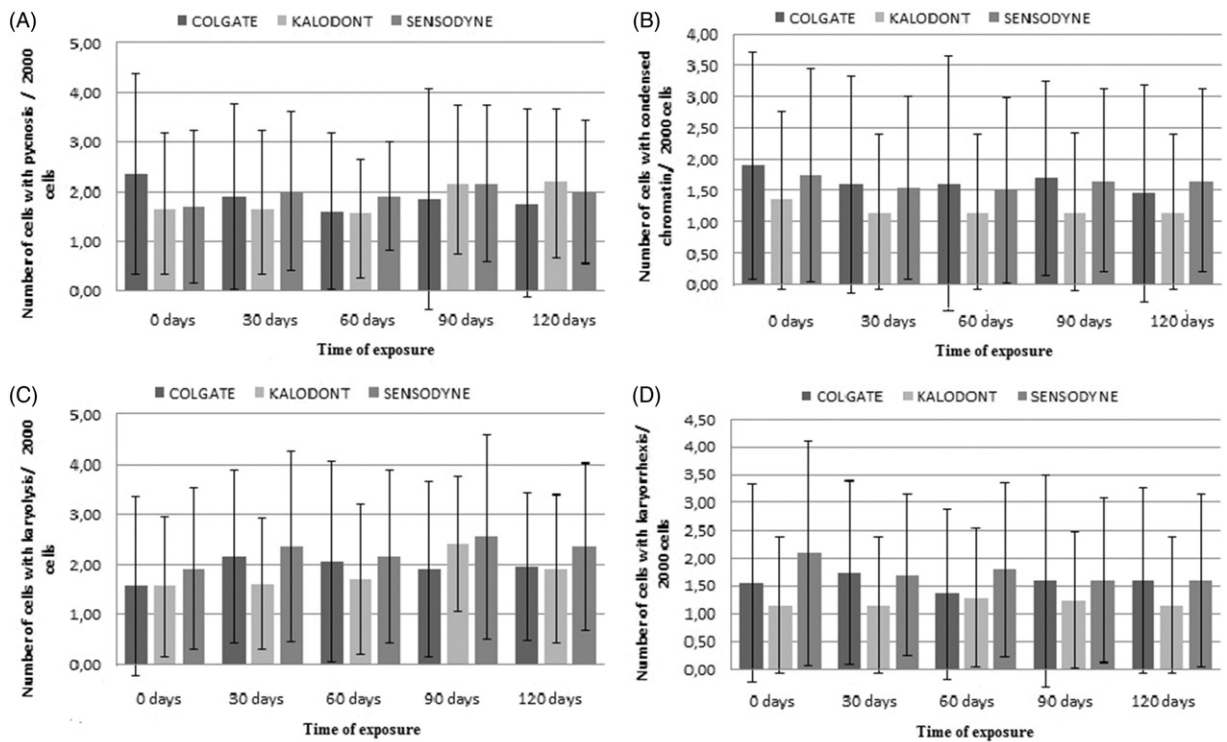 (A)
COLGATE KALODONT SENSODYNE
Number of cells with pycnosis / 2000
cells
5,00
4,00
3,00
2,00
1,00
0,00
0 days 30 days 60 days 90 days 120 days
Time of exposure
(B)
COLGATE KALODONT SENSODYNE
Number of cells with condensed
chromatin/ 2000 cells
4,00
3,50
3,00
2,50
2,00
1,50
1,00
0,50
0,00
0 days 30 days 60 days 90 days 120 days
Time of exposure
(C)
COLGATE KALODONT SENSODYNE
Number of cells with karyolysis/ 2000
cells
5,00
4,00
3,00
2,00
1,00
0,00
0 days 30 days 60 days 90 days 120 days
Time of exposure
(D)
COLGATE KALODONT SENSODYNE
Number of cells with karyorrhexis/
2000 cells
4,50
4,00
3,50
3,00
2,50
2,00
1,50
1,00
0,50
0,00
0 days 30 days 60 days 90 days 120 days
Time of exposure